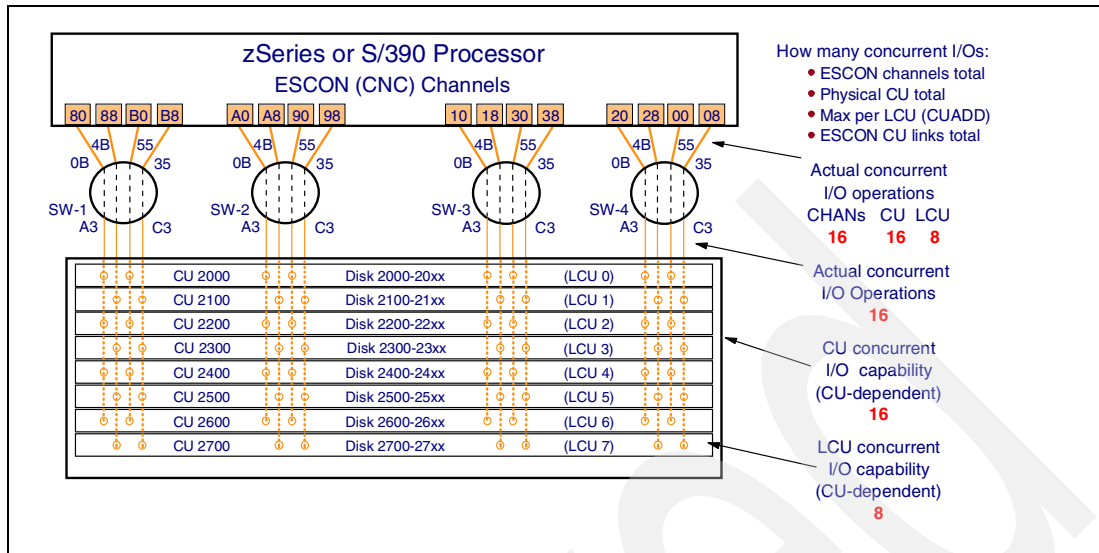 zSeries or S/390 Processor
ESCON (CNC) Channels
80 88 B0 B8 A0 A8 90 98 10 18 30 38 20 28 00 08
4B 55 4B 55 4B 55 4B 55
0B 35 0B 35 0B 35 0B 35
SW-1 SW-2 SW-3 SW-4
A3 C3 A3 C3 A3 C3 A3 C3
CU 2000 Disk 2000-20xx (LCU 0)
CU 2100 Disk 2100-21xx (LCU 1)
CU 2200 Disk 2200-22xx (LCU 2)
CU 2300 Disk 2300-23xx (LCU 3)
CU 2400 Disk 2400-24xx (LCU 4)
CU 2500 Disk 2500-25xx (LCU 5)
CU 2600 Disk 2600-26xx (LCU 6)
CU 2700 Disk 2700-27xx (LCU 7)
How many concurrent I/Os:
• ESCON channels total
• Physical CU total
• Max per LCU (CUADD)
• ESCON CU links total
Actual concurrent
I/O operations
CHANs CU LCU
16 16 8
Actual concurrent
I/O Operations
16
CU concurrent
I/O capability
(CU-dependent)
16
LCU concurrent
I/O capability
(CU-dependent)
8